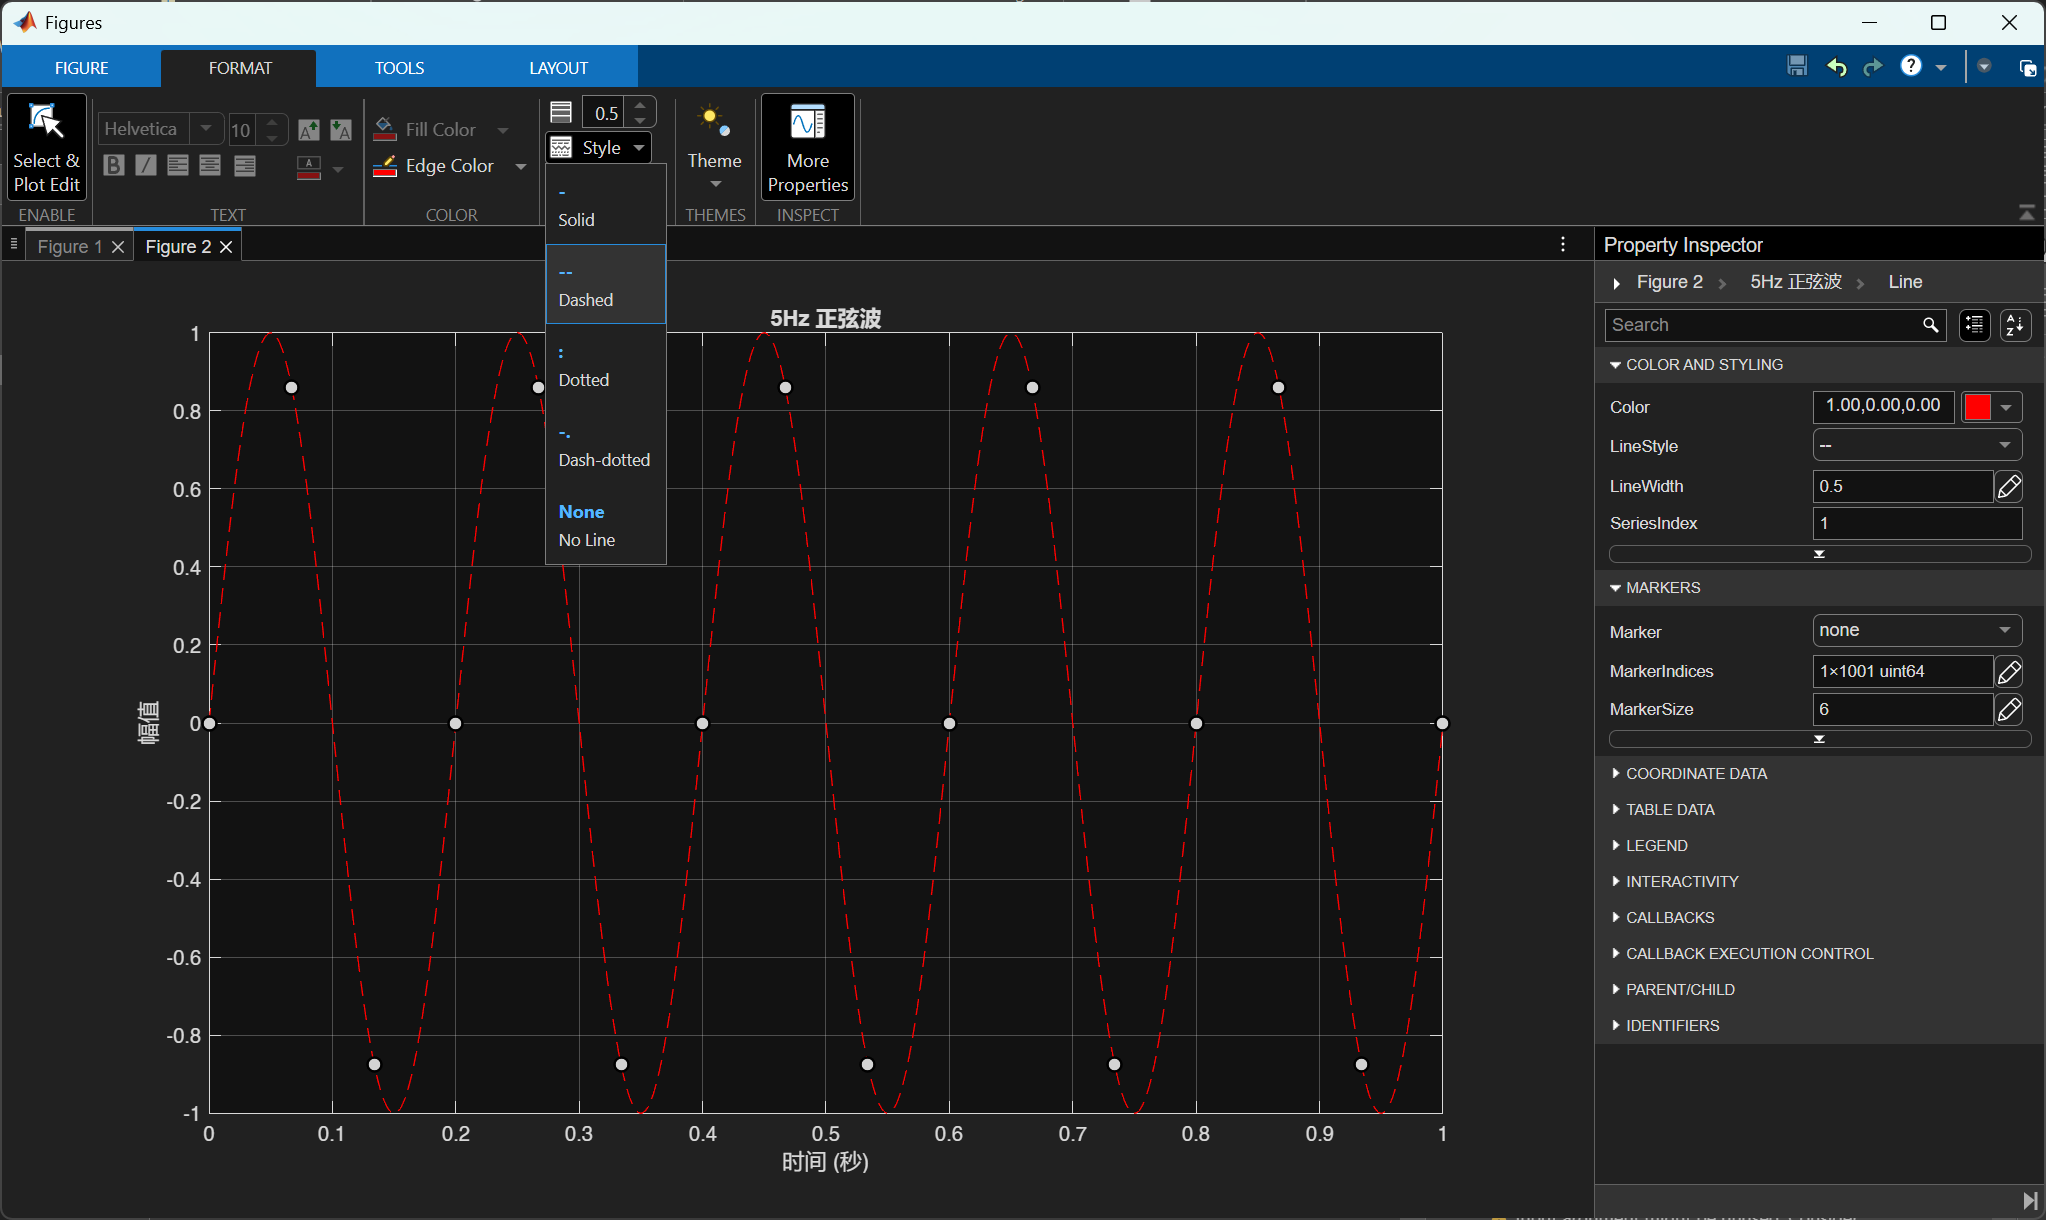 Figures
FIGURE
FORMAT
TOOLS
LAYOUT
Select &
Plot Edit
ENABLE
Helvetica
10
TEXT
Fill Color
Edge Color
COLOR
0.5
Style
Theme
THEMES
More
Properties
INSPECT
Figure 1
Figure 2
-
Solid
--
Dashed
:
Dotted
-.
Dash-dotted
None
No Line
5Hz 正弦波
1
0.8
0.6
0.4
0.2
0
-0.2
-0.4
-0.6
-0.8
-1
幅值
0 0.1 0.2 0.3 0.4 0.5 0.6 0.7 0.8 0.9 1
时间 (秒)
Property Inspector
Figure 2 > 5Hz 正弦波 > Line
Search
COLOR AND STYLING
Color 1.00,0.00,0.00
LineStyle --
LineWidth 0.5
SeriesIndex 1
MARKERS
Marker none
MarkerIndices 1×1001 uint64
MarkerSize 6
COORDINATE DATA
TABLE DATA
LEGEND
INTERACTIVITY
CALLBACKS
CALLBACK EXECUTION CONTROL
PARENT/CHILD
IDENTIFIERS